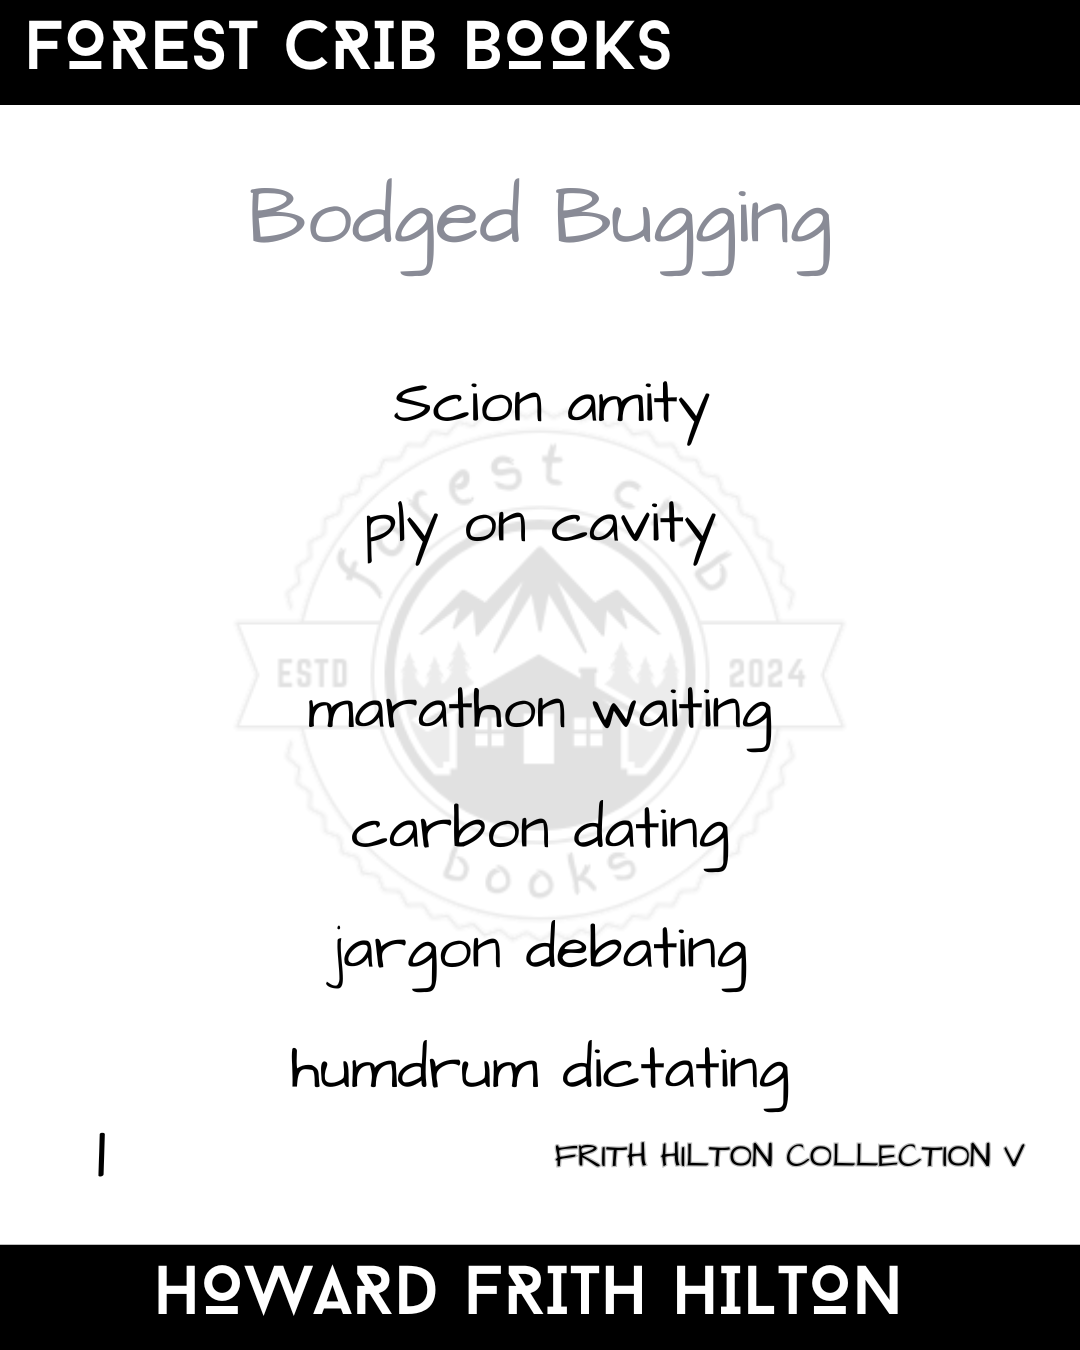 FOREST CRIB BOOKS
Bodged Bugging
Scion amity
ply on cavity
forest crib
ESTD 2024
marathon waiting
carbon dating
books
jargon debating
humdrum dictating
1
FRITH HILTON COLLECTION V
HOWARD FRITH HILTON